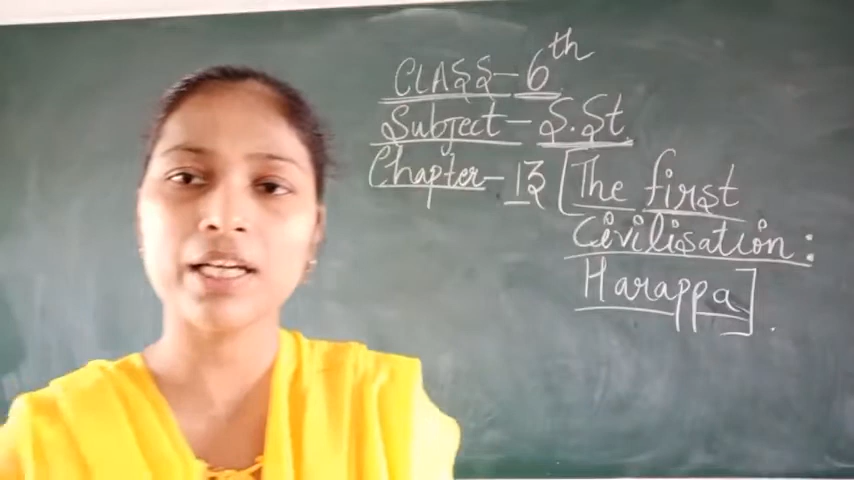 CLASS - 6th
Subject - S.St
Chapter - 13 [The first
Civilisation:
Harappa].